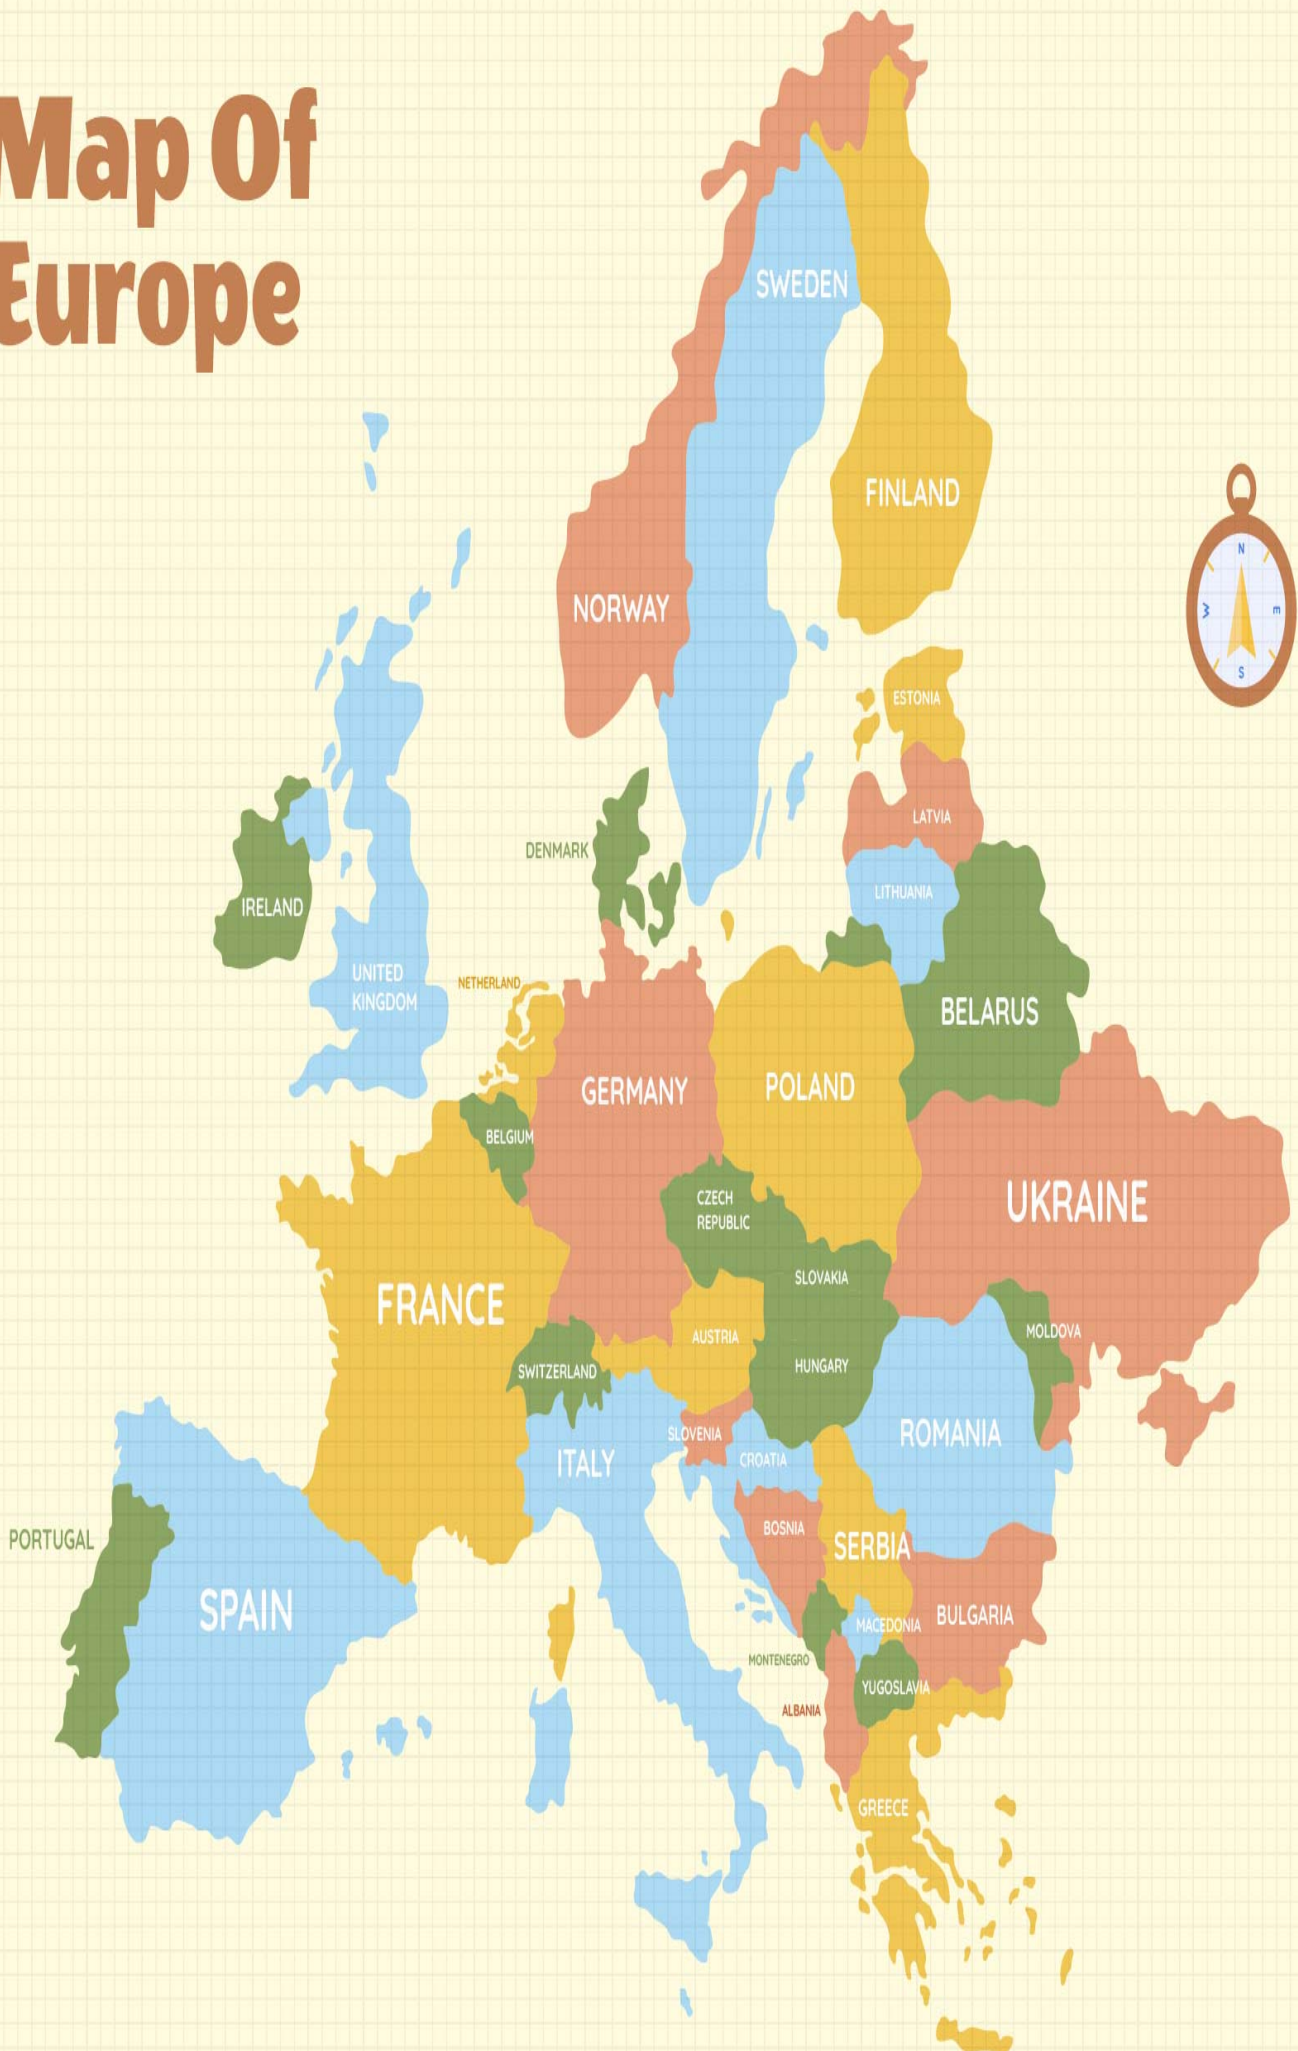 Map Of
Europe
SWEDEN
FINLAND
N
W
E
S
NORWAY
ESTONIA
LATVIA
DENMARK
LITHUANIA
IRELAND
UNITED
KINGDOM
NETHERLAND
BELARUS
GERMANY
POLAND
BELGIUM
CZECH
REPUBLIC
UKRAINE
SLOVAKIA
FRANCE
AUSTRIA
MOLDOVA
SWITZERLAND
HUNGARY
SLOVENIA
ROMANIA
ITALY
CROATIA
PORTUGAL
BOSNIA
SERBIA
SPAIN
MACEDONIA
BULGARIA
MONTENEGRO
YUGOSLAVIA
ALBANIA
GREECE